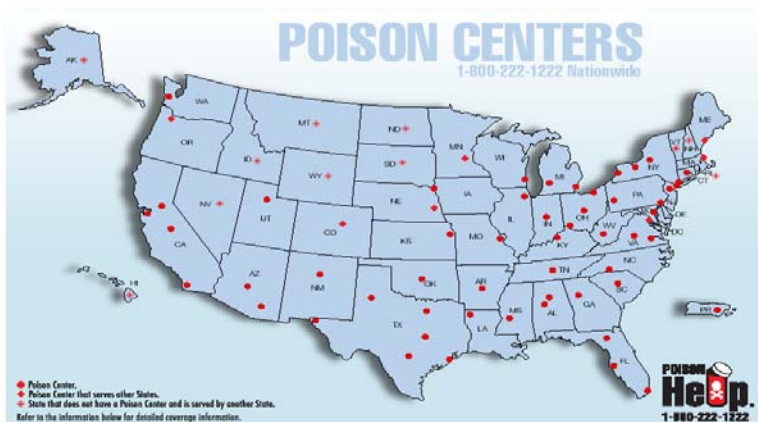 POISON CENTERS
1-800-222-1222 Nationwide
AK
WA
MT
ND
MN
ME
VT
NH
OR
ID
SD
WI
MI
NY
MA
RI
CT
WY
NE
IA
PA
NV
UT
IL
IN
OH
DE
CO
KS
MO
KY
WV
VA
DC
CA
AZ
NM
OK
AR
TN
NC
SC
HI
TX
LA
MS
AL
GA
PR
FL
Poison Center.
Poison Center that serves other States.
State that does not have a Poison Center and is served by another State.
Refer to the information below for detailed coverage information.
POISON
HeLp.
1-800-222-1222